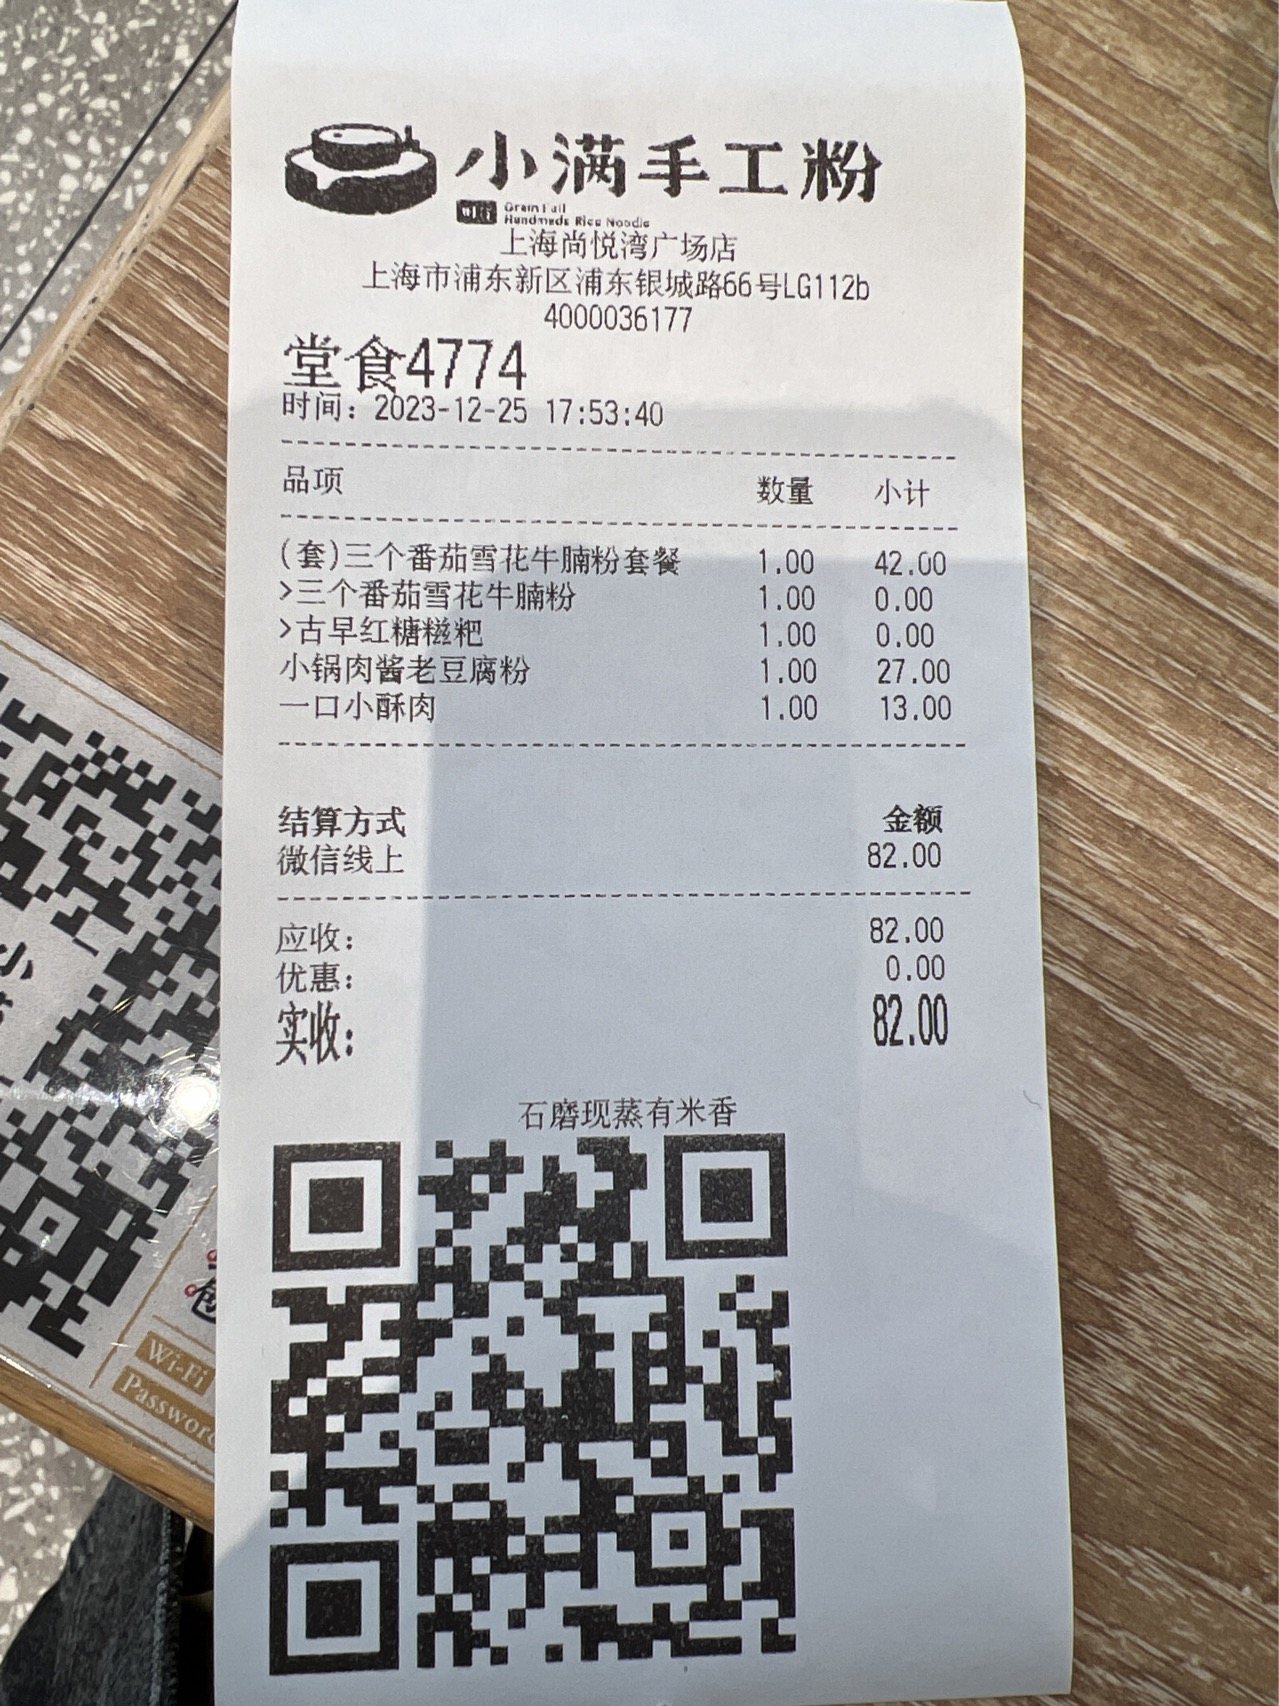 小满手工粉
Grain Full
Handmade Rice Noodle
上海尚悦湾广场店
上海市浦东新区浦东银城路66号LG112b
4000036177
堂食4774
时间：2023-12-25 17:53:40
品项 数量 小计
(套)三个番茄雪花牛腩粉套餐 1.00 42.00
>三个番茄雪花牛腩粉 1.00 0.00
>古早红糖糍粑 1.00 0.00
小锅肉酱老豆腐粉 1.00 27.00
一口小酥肉 1.00 13.00
结算方式 金额
微信线上 82.00
应收： 82.00
优惠： 0.00
实收： 82.00
石磨现蒸有米香
小
Wi-Fi
Password